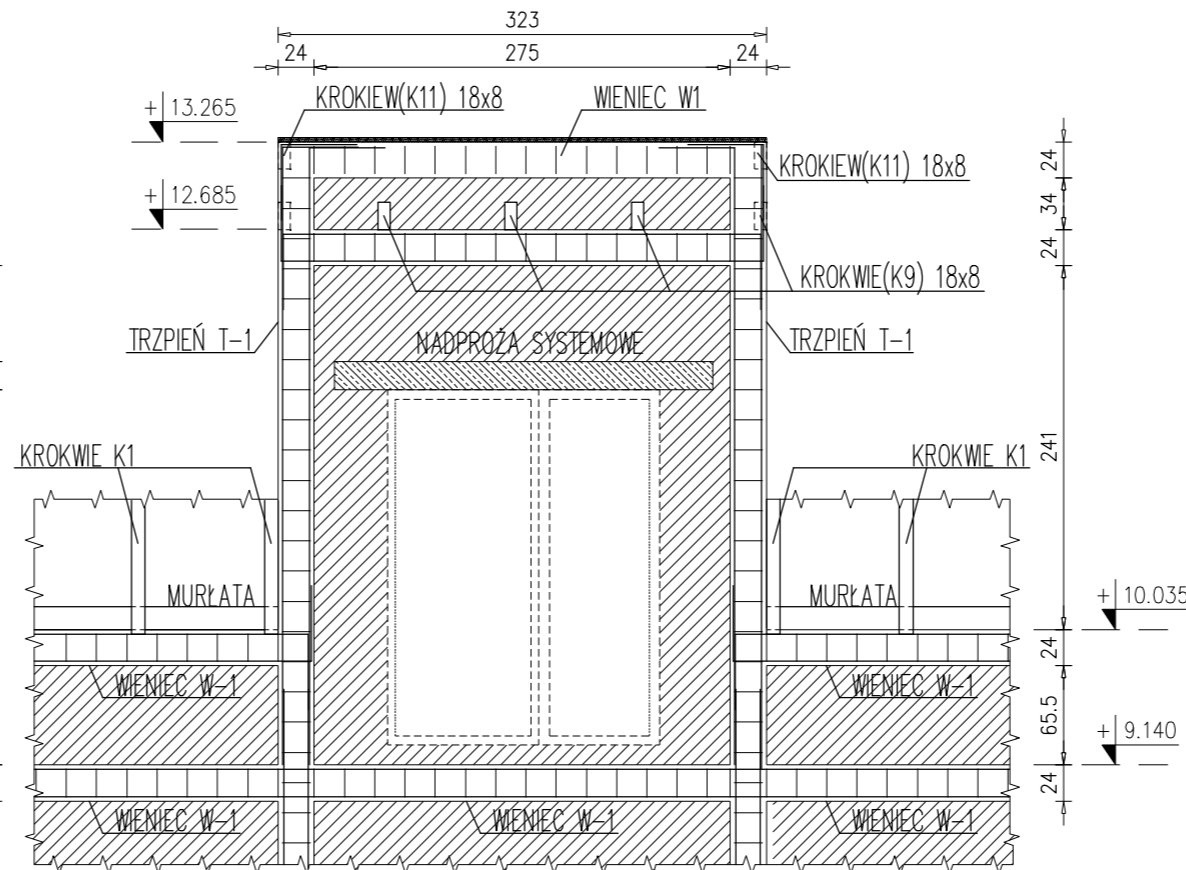 323
24 275 24
KROKIEW(K11) 18x8
WIENIEC W1
+ 13.265
KROKIEW(K11) 18x8
24
+ 12.685
34
24
KROKWIE(K9) 18x8
TRZPIEŃ T-1
NADPROŻA SYSTEMOWE
TRZPIEŃ T-1
241
KROKWIE K1
KROKWIE K1
MURŁATA
MURŁATA
+ 10.035
24
WIENIEC W-1
WIENIEC W-1
65.5
+ 9.140
24
WIENIEC W-1
WIENIEC W-1
WIENIEC W-1